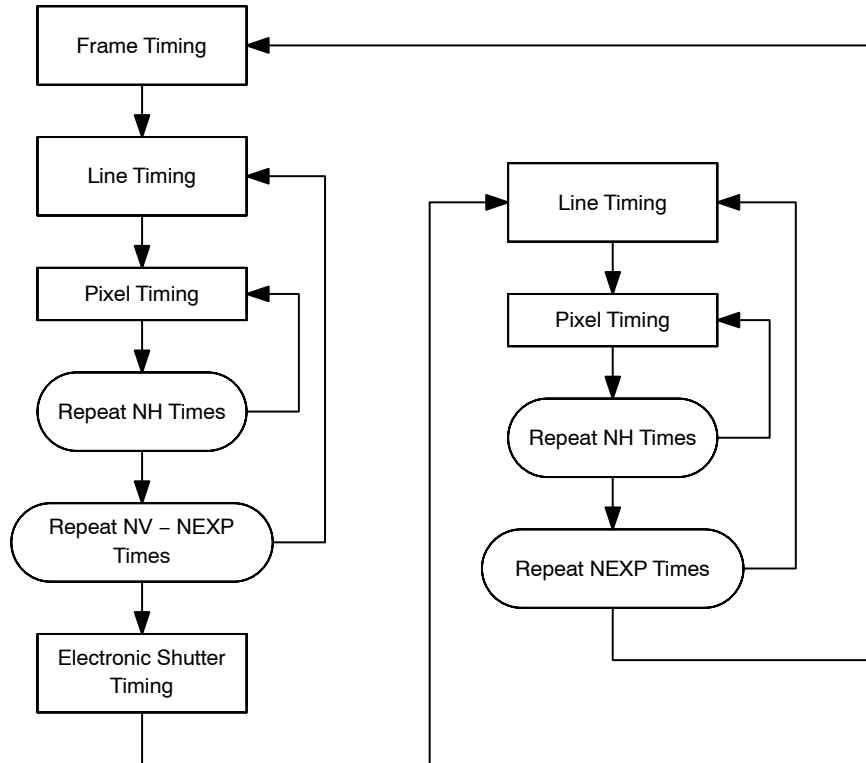 Frame Timing
Line Timing
Pixel Timing
Repeat NH Times
Repeat NV – NEXP
Times
Electronic Shutter
Timing
Line Timing
Pixel Timing
Repeat NH Times
Repeat NEXP Times